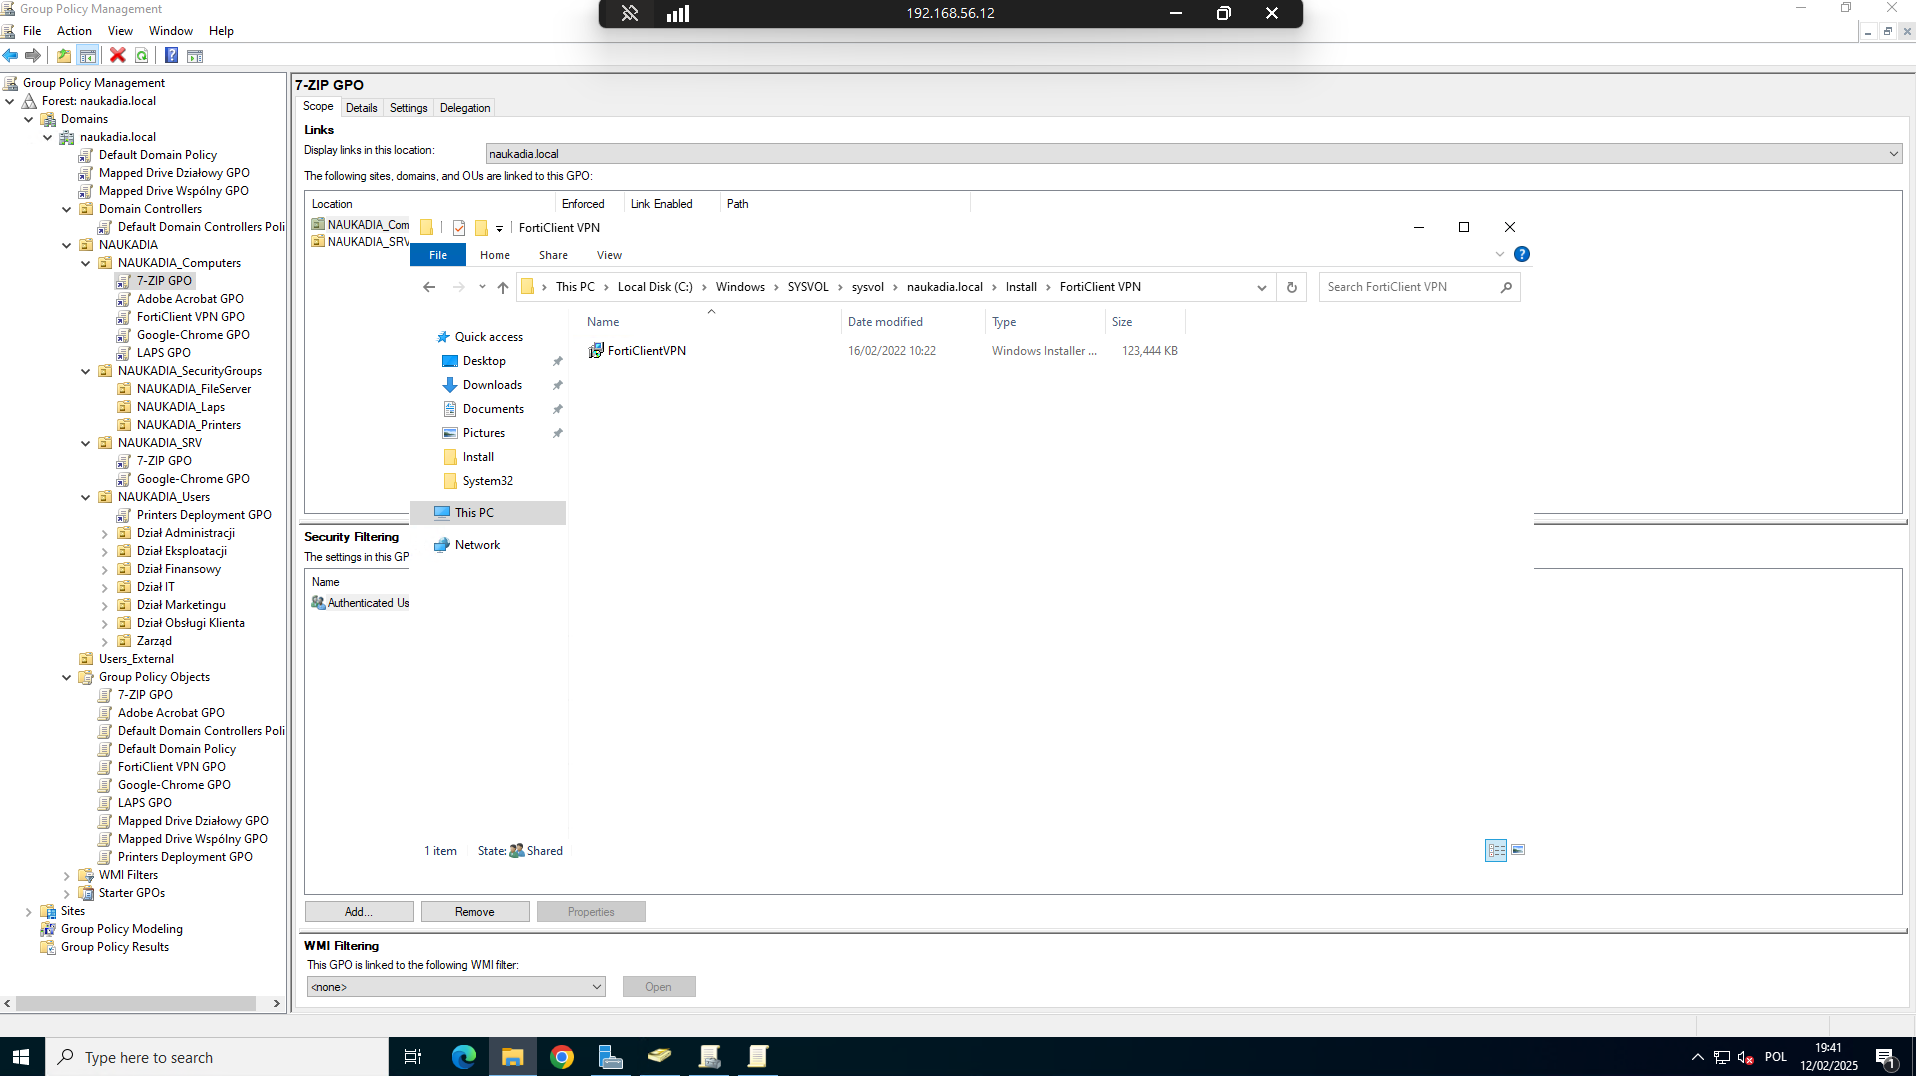 Group Policy Management
192.168.56.12
File Action View Window Help
Group Policy Management
Forest: naukadia.local
Domains
naukadia.local
Default Domain Policy
Mapped Drive Działowy GPO
Mapped Drive Wspólny GPO
Domain Controllers
Default Domain Controllers Poli
NAUKADIA
NAUKADIA_Computers
7-ZIP GPO
Adobe Acrobat GPO
FortiClient VPN GPO
Google-Chrome GPO
LAPS GPO
NAUKADIA_SecurityGroups
NAUKADIA_FileServer
NAUKADIA_Laps
NAUKADIA_Printers
NAUKADIA_SRV
7-ZIP GPO
Google-Chrome GPO
NAUKADIA_Users
Printers Deployment GPO
Dział Administracji
Dział Eksploatacji
Dział Finansowy
Dział IT
Dział Marketingu
Dział Obsługi Klienta
Zarząd
Users_External
Group Policy Objects
7-ZIP GPO
Adobe Acrobat GPO
Default Domain Controllers Poli
Default Domain Policy
FortiClient VPN GPO
Google-Chrome GPO
LAPS GPO
Mapped Drive Działowy GPO
Mapped Drive Wspólny GPO
Printers Deployment GPO
WMI Filters
Starter GPOs
Sites
Group Policy Modeling
Group Policy Results
7-ZIP GPO
Scope Details Settings Delegation
Links
Display links in this location: naukadia.local
The following sites, domains, and OUs are linked to this GPO:
Location Enforced Link Enabled Path
NAUKADIA_Com
NAUKADIA_SRV
FortiClient VPN
File Home Share View
This PC Local Disk (C:) Windows SYSVOL sysvol naukadia.local Install FortiClient VPN
Search FortiClient VPN
Name Date modified Type Size
FortiClientVPN 16/02/2022 10:22 Windows Installer ... 123,444 KB
Quick access
Desktop
Downloads
Documents
Pictures
Install
System32
This PC
Network
1 item State: Shared
Security Filtering
The settings in this GP
Name
Authenticated Us
Add... Remove Properties
WMI Filtering
This GPO is linked to the following WMI filter:
<none> Open
Type here to search
POL
19:41
12/02/2025
1